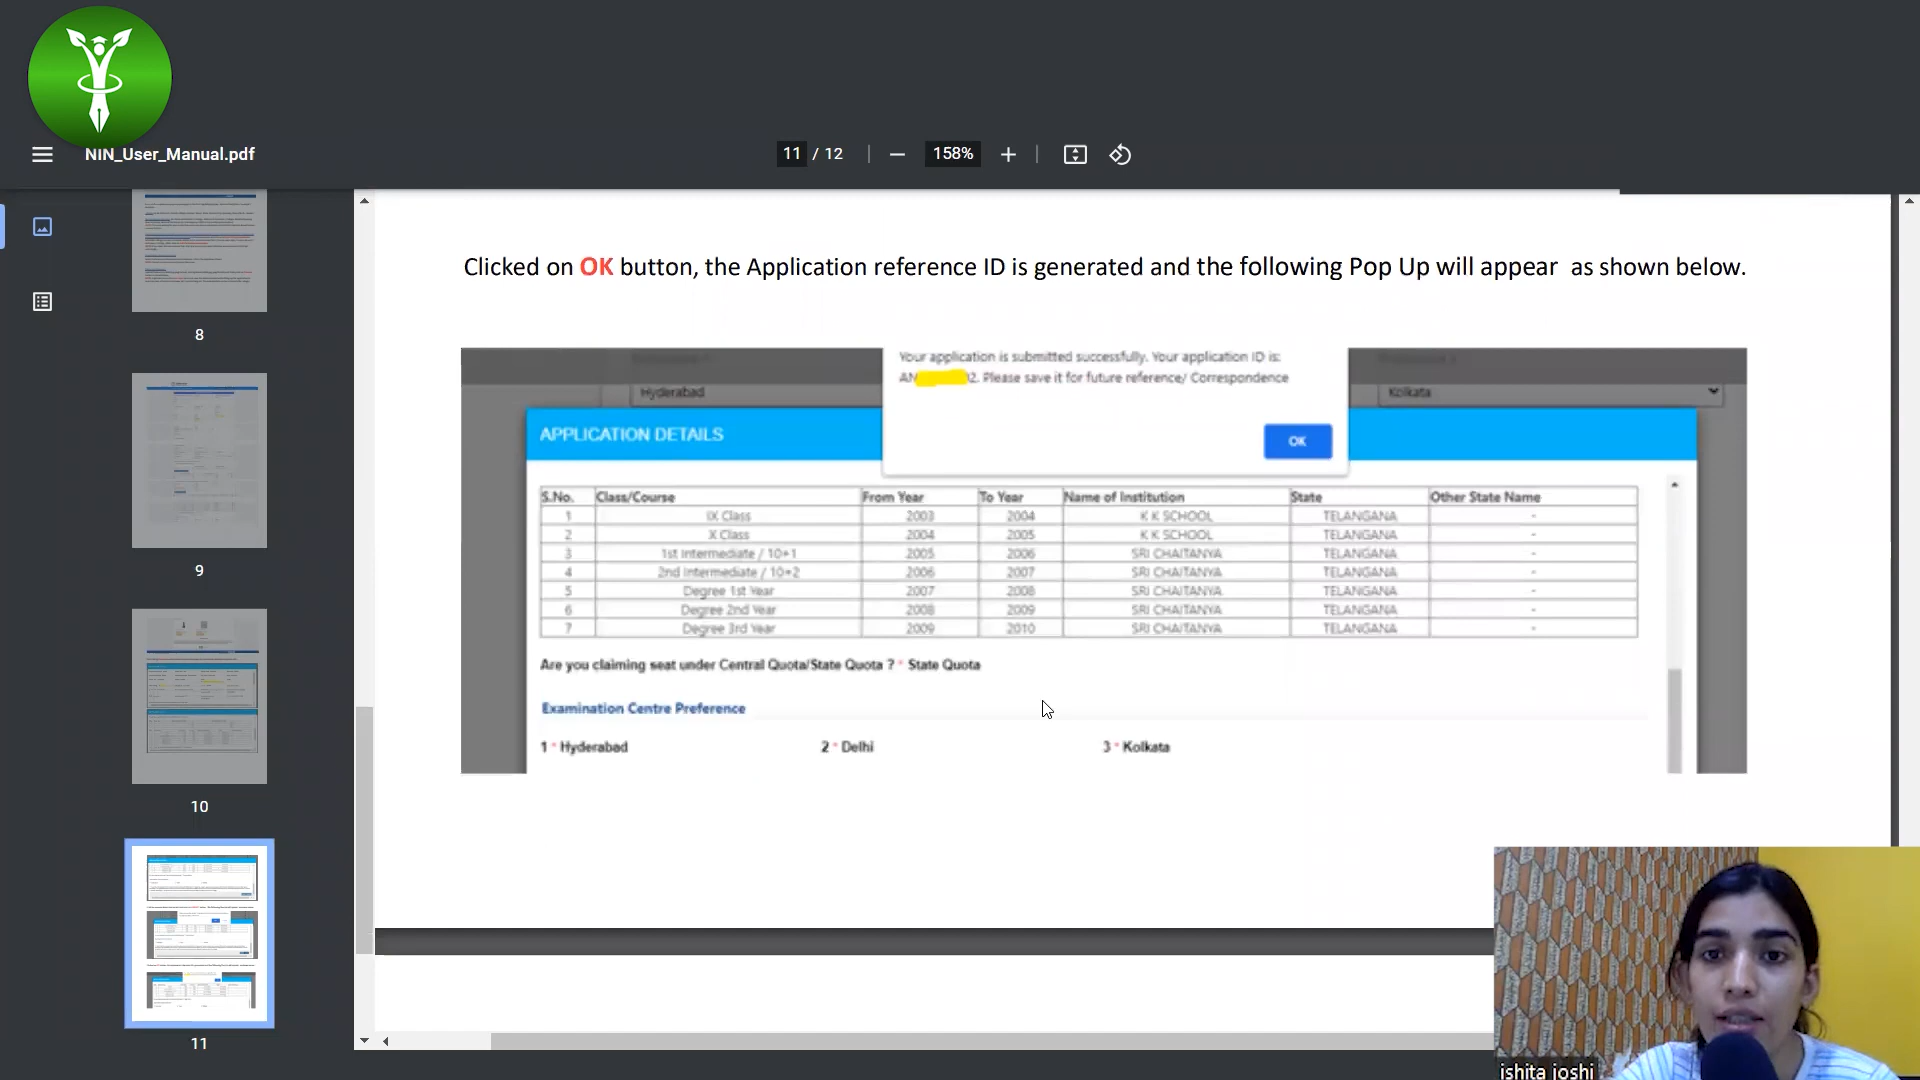 NIN_User_Manual.pdf
11 / 12
158%
8
9
10
11
Clicked on OK button, the Application reference ID is generated and the following Pop Up will appear as shown below.
Your application is submitted successfully. Your application ID is:
AN 2. Please save it for future reference/ Correspondence
Hyderabad
Kolkata
OK
APPLICATION DETAILS
S.No. Class/Course From Year To Year Name of Institution State Other State Name
1 IX Class 2003 2004 K K SCHOOL TELANGANA -
2 X Class 2004 2005 K K SCHOOL TELANGANA -
3 1st Intermediate / 10+1 2005 2006 SRI CHAITANYA TELANGANA -
4 2nd Intermediate / 10+2 2006 2007 SRI CHAITANYA TELANGANA -
5 Degree 1st Year 2007 2008 SRI CHAITANYA TELANGANA -
6 Degree 2nd Year 2008 2009 SRI CHAITANYA TELANGANA -
7 Degree 3rd Year 2009 2010 SRI CHAITANYA TELANGANA -
Are you claiming seat under Central Quota/State Quota ? * State Quota
Examination Centre Preference
1 * Hyderabad 2 * Delhi 3 * Kolkata
ishita joshi